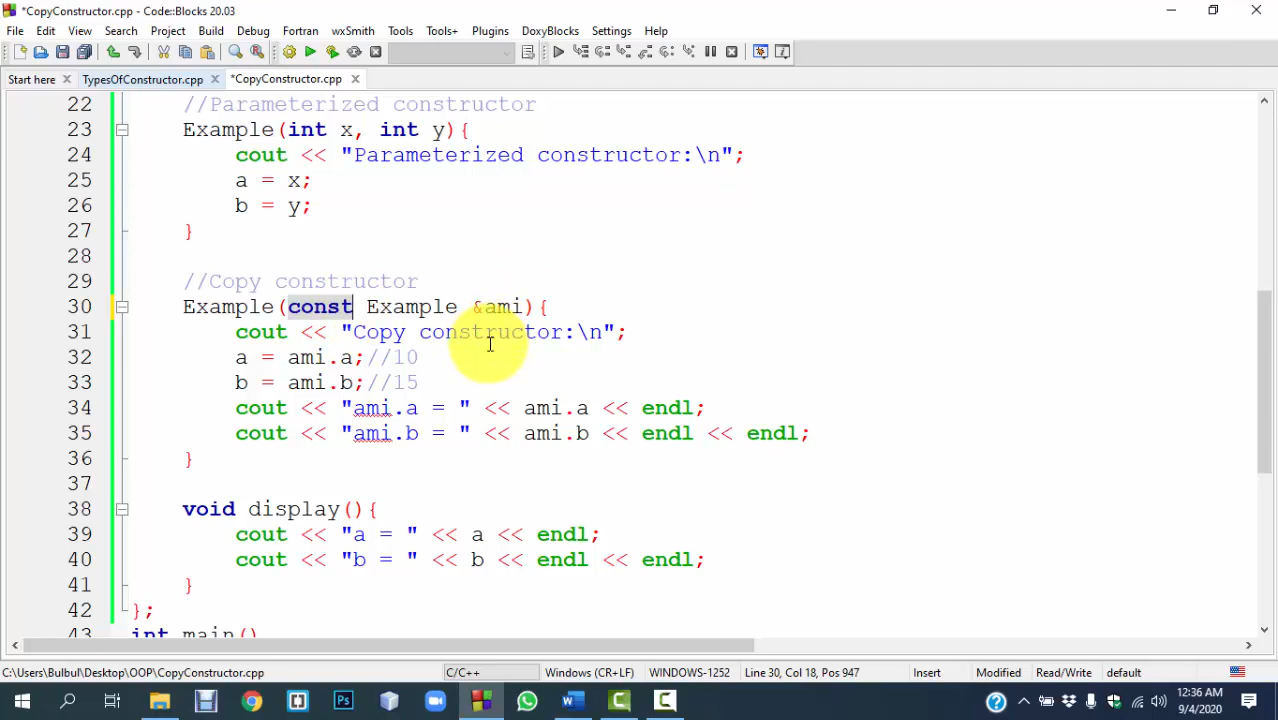 *CopyConstructor.cpp - Code::Blocks 20.03
File Edit View Search Project Build Debug Fortran wxSmith Tools Tools+ Plugins DoxyBlocks Settings Help
Start here TypesOfConstructor.cpp *CopyConstructor.cpp
22 //Parameterized constructor
23 Example(int x, int y){
24 cout << "Parameterized constructor:\n";
25 a = x;
26 b = y;
27 }
28
29 //Copy constructor
30 Example(const Example &ami){
31 cout << "Copy constructor:\n";
32 a = ami.a;//10
33 b = ami.b;//15
34 cout << "ami.a = " << ami.a << endl;
35 cout << "ami.b = " << ami.b << endl << endl;
36 }
37
38 void display(){
39 cout << "a = " << a << endl;
40 cout << "b = " << b << endl << endl;
41 }
42 };
43 int main()
C:\Users\Bulbul\Desktop\OOP\CopyConstructor.cpp C/C++ Windows (CR+LF) WINDOWS-1252 Line 30, Col 18, Pos 947 Insert Modified Read/Write default
12:36 AM
9/4/2020